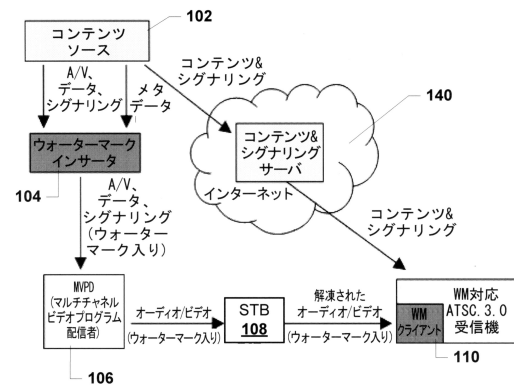 102
コンテンツ
ソース
A/V、
データ、
シグナリング
メタ
データ
コンテンツ&
シグナリング
140
ウォーターマーク
インサータ
104
コンテンツ&
シグナリング
サーバ
インターネット
A/V、
データ、
シグナリング
(ウォーター
マーク入り)
コンテンツ&
シグナリング
MVPD
(マルチチャネル
ビデオプログラム
配信者)
106
オーディオ/ビデオ
(ウォーターマーク入り)
STB
108
解凍された
オーディオ/ビデオ
(ウォーターマーク入り)
WM対応
ATSC.3.0
受信機
WM
クライアント
110